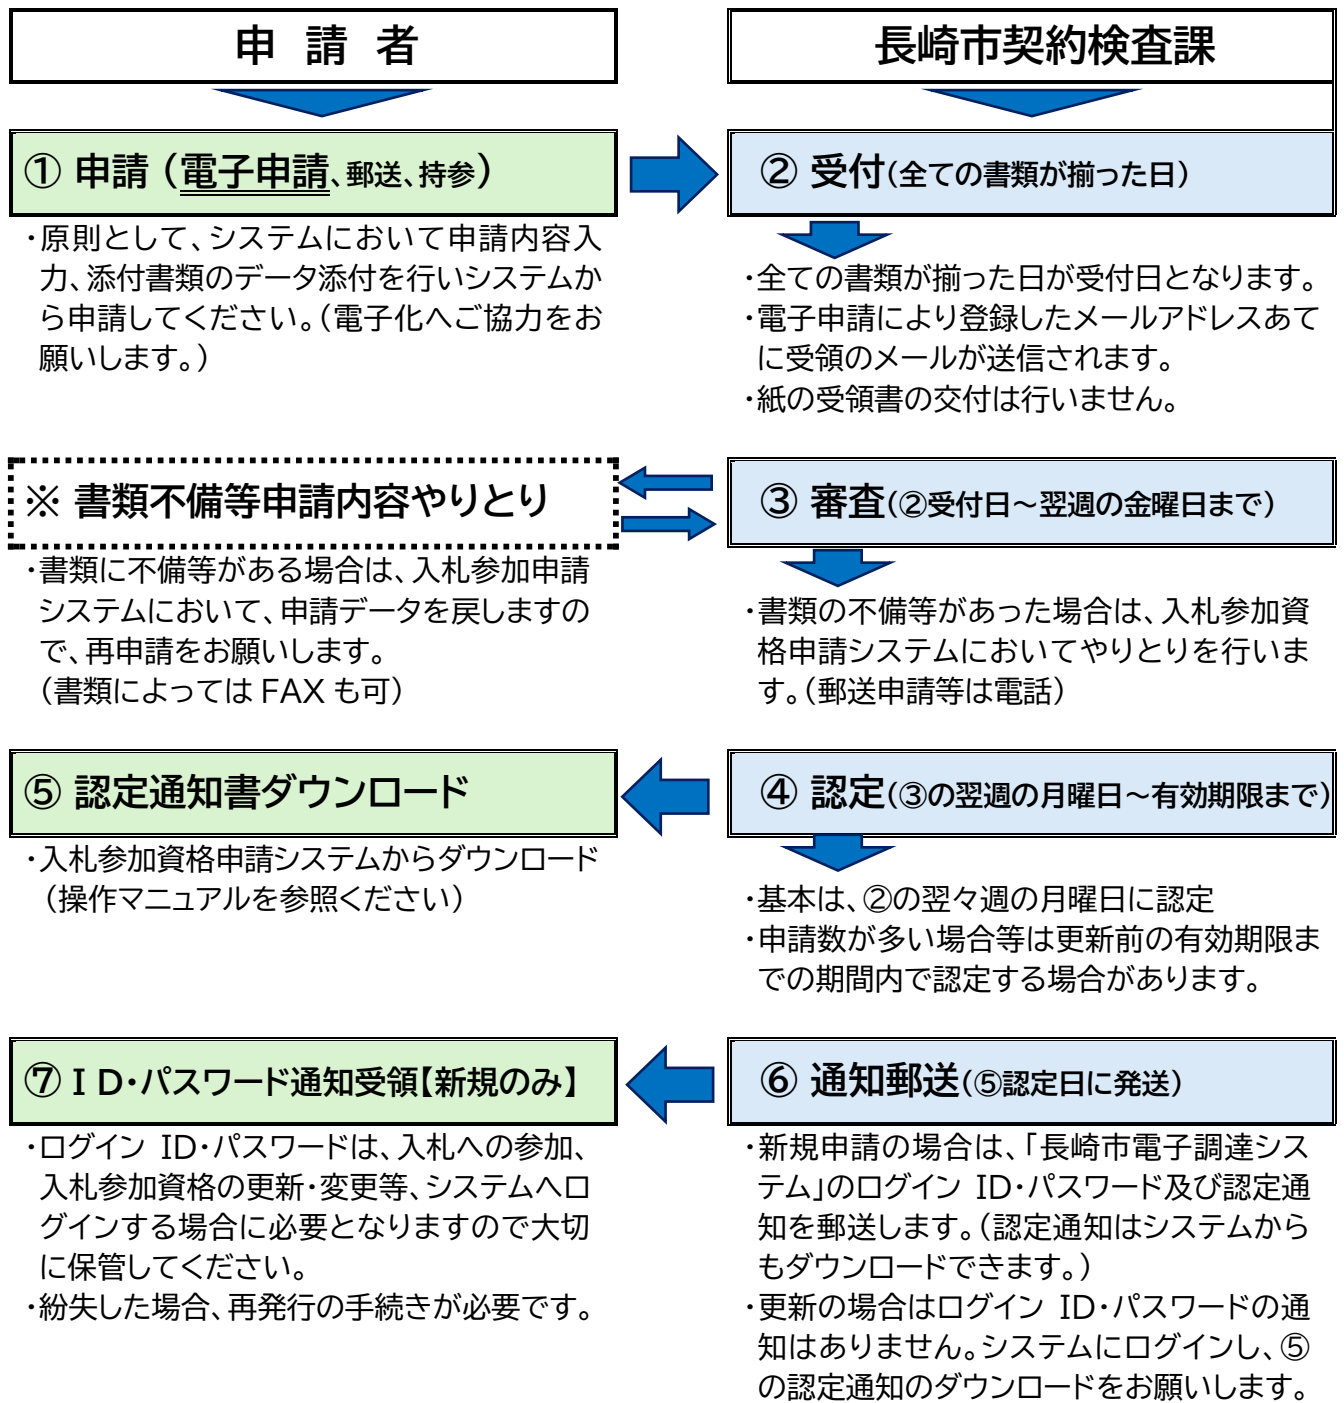 申 請 者
長崎市契約検査課
① 申請（電子申請、郵送、持参）
② 受付(全ての書類が揃った日)
・原則として、システムにおいて申請内容入
力、添付書類のデータ添付を行いシステムか
ら申請してください。（電子化へご協力をお
願いします。）
・全ての書類が揃った日が受付日となります。
・電子申請により登録したメールアドレスあて
に受領のメールが送信されます。
・紙の受領書の交付は行いません。
※ 書類不備等申請内容やりとり
③ 審査(②受付日～翌週の金曜日まで)
・書類に不備等がある場合は、入札参加申請
システムにおいて、申請データを戻しますの
で、再申請をお願いします。
（書類によっては FAX も可）
・書類の不備等があった場合は、入札参加資
格申請システムにおいてやりとりを行いま
す。（郵送申請等は電話）
⑤ 認定通知書ダウンロード
④ 認定(③の翌週の月曜日～有効期限まで)
・入札参加資格申請システムからダウンロード
（操作マニュアルを参照ください）
・基本は、②の翌々週の月曜日に認定
・申請数が多い場合等は更新前の有効期限ま
での期間内で認定する場合があります。
⑦ＩＤ・パスワード通知受領【新規のみ】
⑥ 通知郵送(⑤認定日に発送)
・ログイン ID・パスワードは、入札への参加、
入札参加資格の更新・変更等、システムへロ
グインする場合に必要となりますので大切
に保管してください。
・紛失した場合、再発行の手続きが必要です。
・新規申請の場合は、「長崎市電子調達シス
テム」のログイン ID・パスワード及び認定通
知を郵送します。（認定通知はシステムから
もダウンロードできます。）
・更新の場合はログイン ID・パスワードの通
知はありません。システムにログインし、⑤
の認定通知のダウンロードをお願いします。